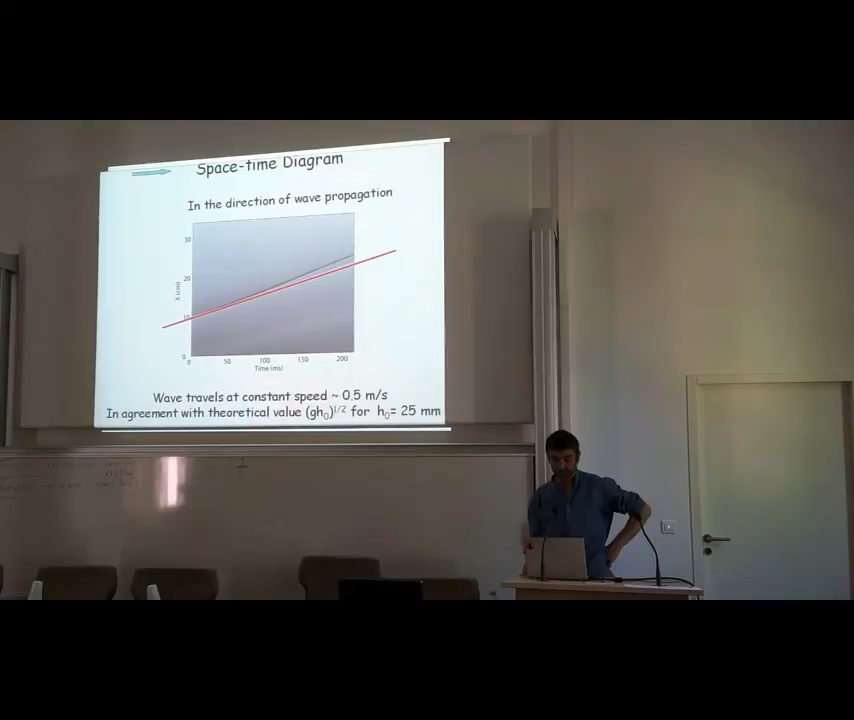 Space-time Diagram
In the direction of wave propagation
30
20
10
0
X (cm)
0 50 100 150 200
Time (ms)
Wave travels at constant speed ~ 0,5 m/s
In agreement with theoretical value (gh₀)¹/² for h₀= 25 mm
7